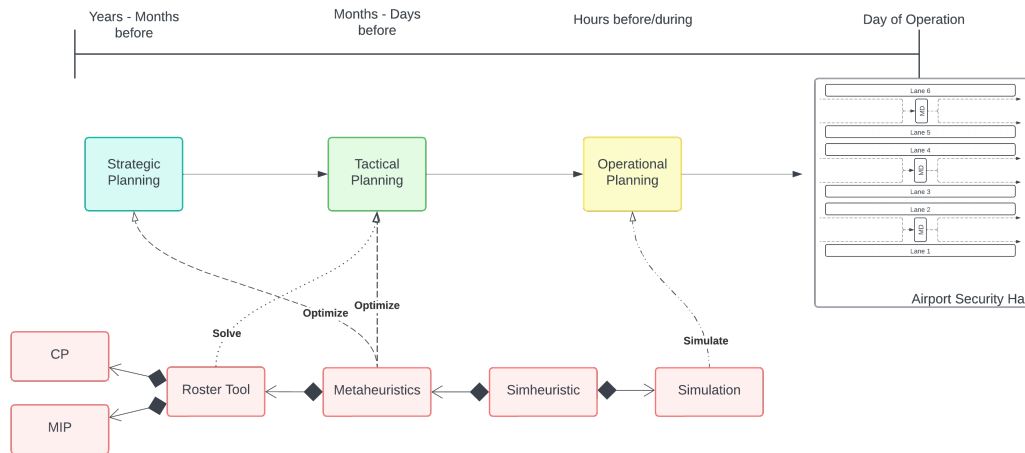 Years - Months
before
Months - Days
before
Hours before/during
Day of Operation
Strategic
Planning
Tactical
Planning
Operational
Planning
Lane 6
MD
Lane 5
Lane 4
MD
Lane 3
Lane 2
MD
Lane 1
Airport Security Ha
Optimize
Optimize
Solve
Simulate
CP
MIP
Roster Tool
Metaheuristics
Simheuristic
Simulation